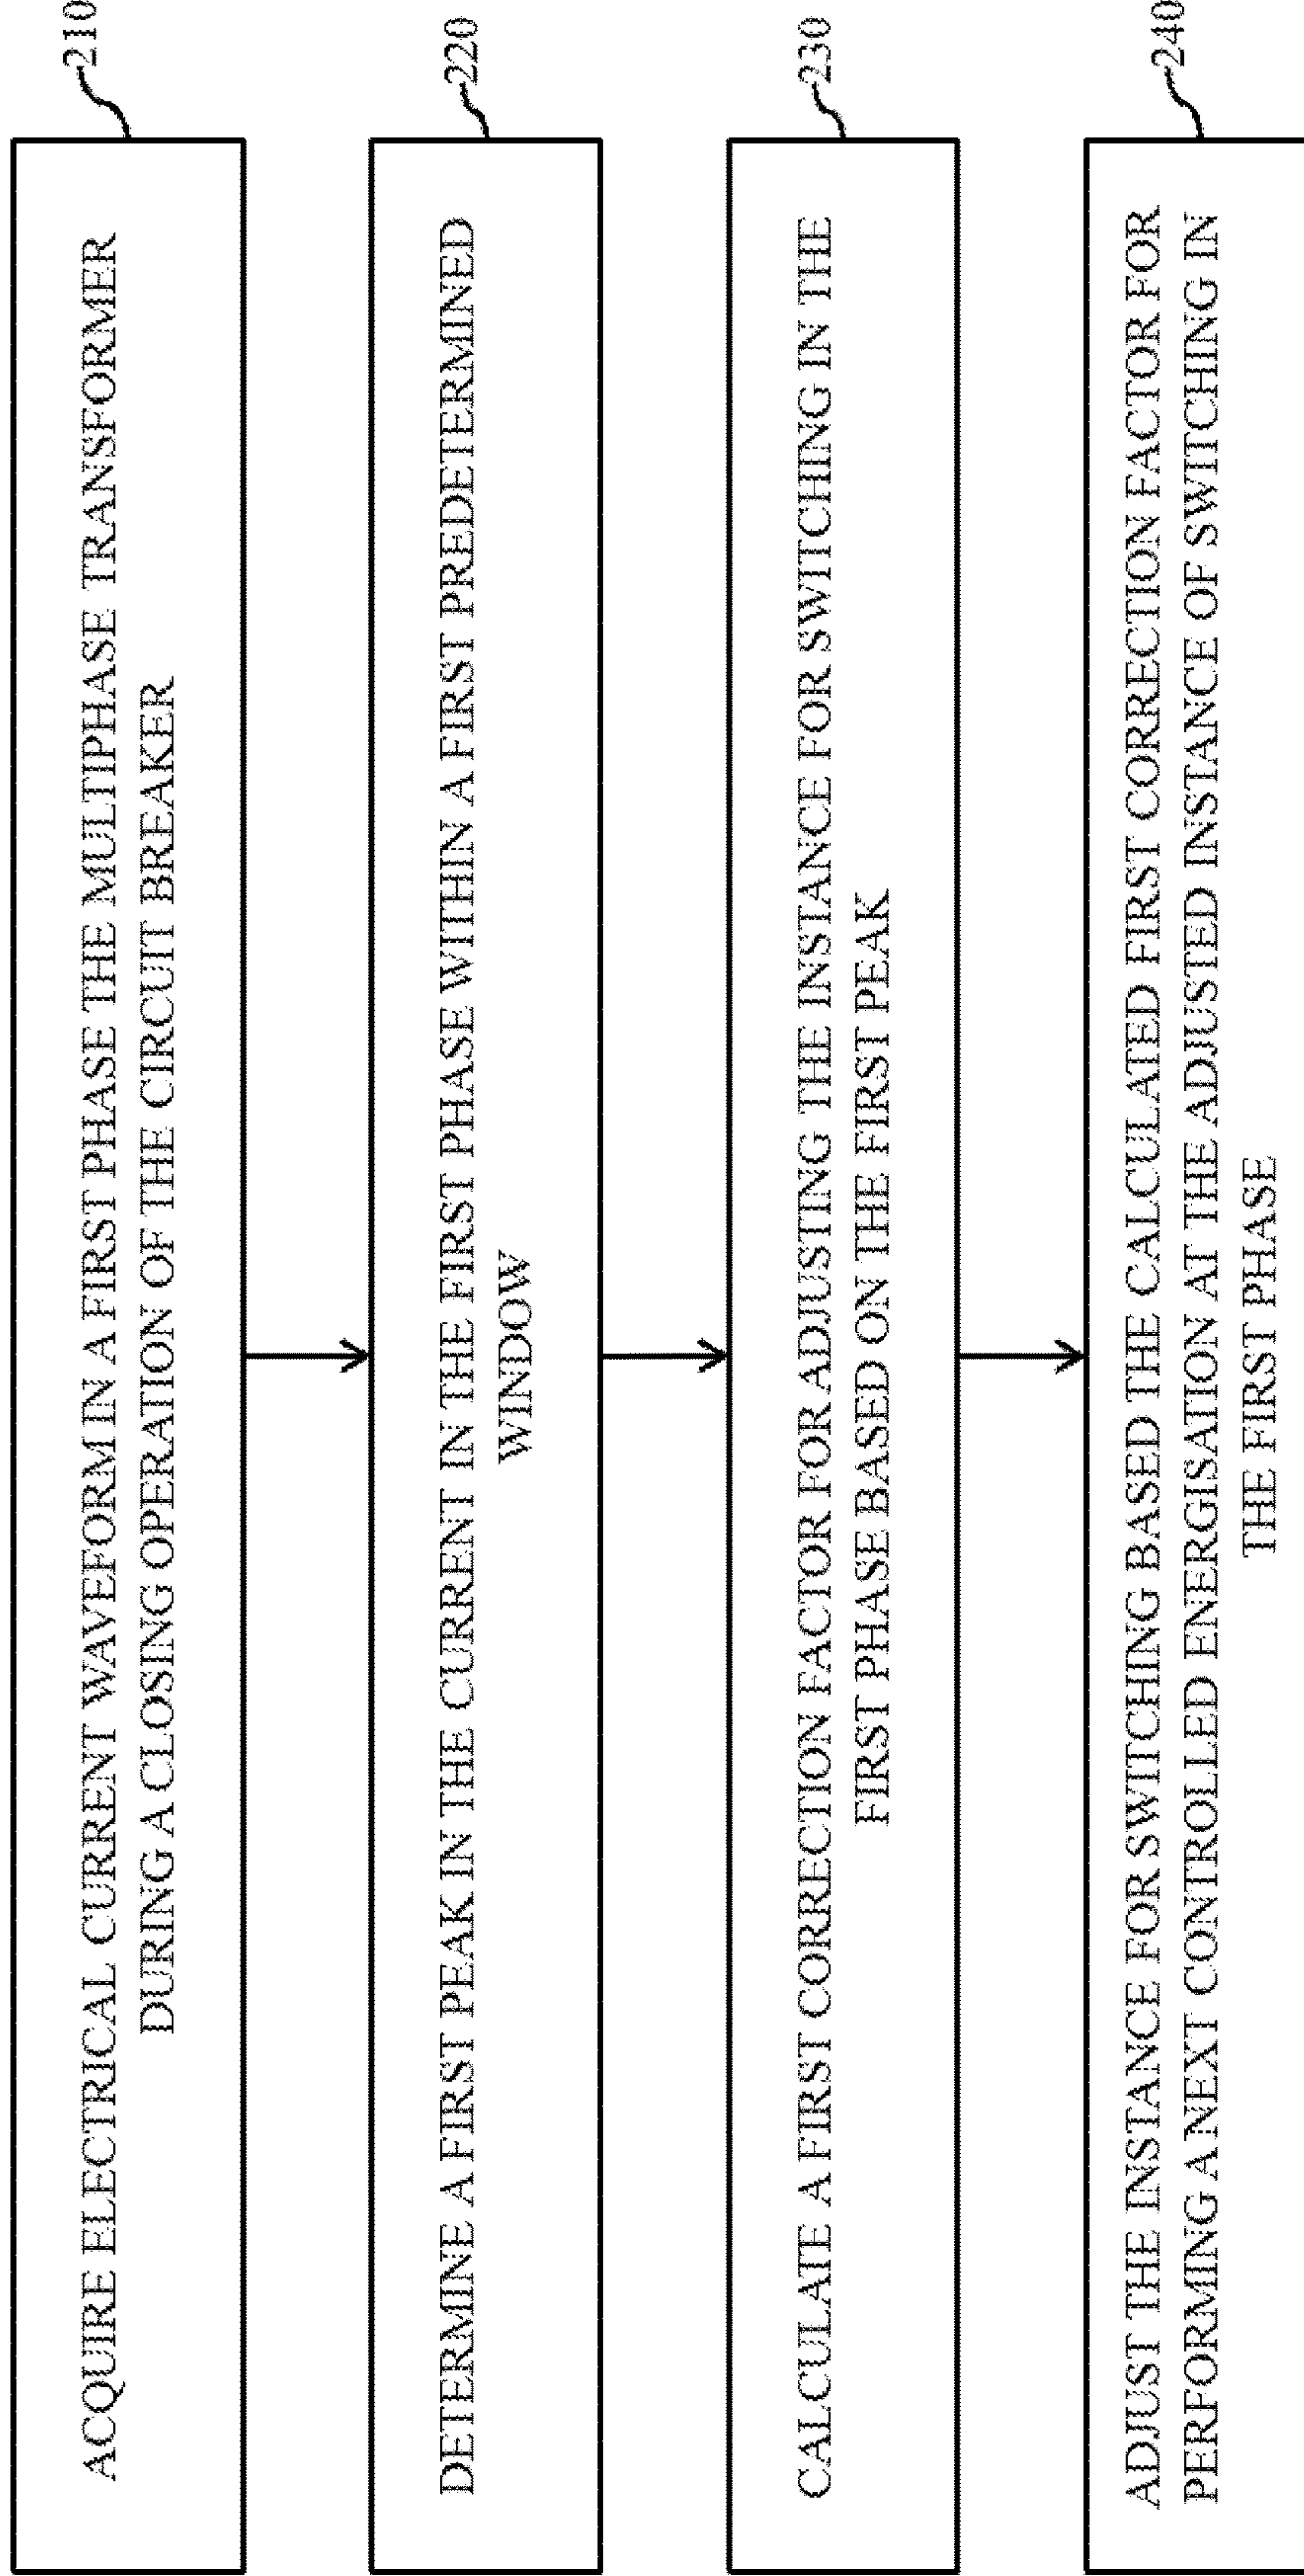 210
ACQUIRE ELECTRICAL CURRENT WAVEFORM IN A FIRST PHASE THE MULTIPHASE TRANSFORMER
DURING A CLOSING OPERATION OF THE CIRCUIT BREAKER
220
DETERMINE A FIRST PEAK IN THE CURRENT IN THE FIRST PHASE WITHIN A FIRST PREDETERMINED
WINDOW
230
CALCULATE A FIRST CORRECTION FACTOR FOR ADJUSTING THE INSTANCE FOR SWITCHING IN THE
FIRST PHASE BASED ON THE FIRST PEAK
240
ADJUST THE INSTANCE FOR SWITCHING BASED THE CALCULATED FIRST CORRECTION FACTOR FOR
PERFORMING A NEXT CONTROLLED ENERGISATION AT THE ADJUSTED INSTANCE OF SWITCHING IN
THE FIRST PHASE